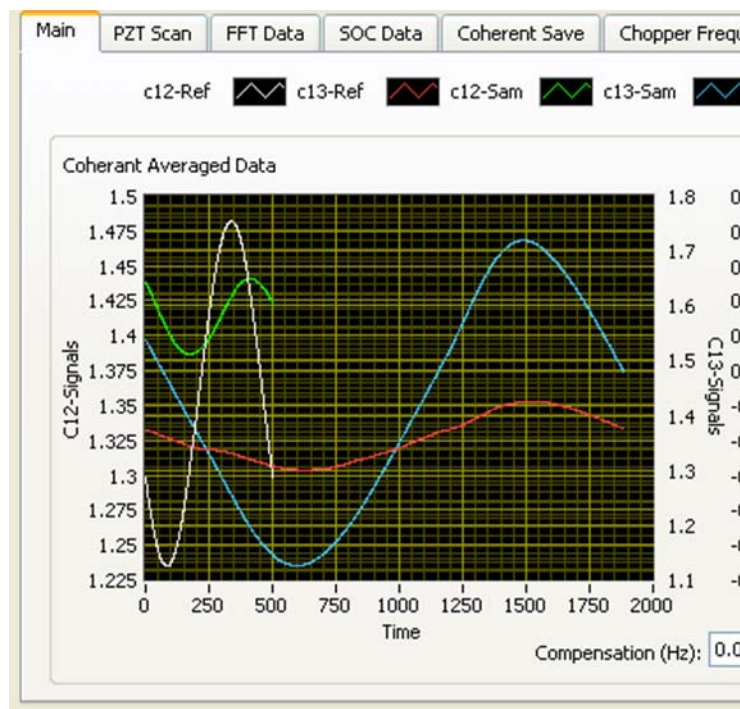 Main PZT Scan FFT Data SOC Data Coherent Save Chopper Frequ
c12-Ref c13-Ref c12-Sam c13-Sam
Coherant Averaged Data
1.5
1.475
1.45
1.425
1.4
1.375
1.35
1.325
1.3
1.275
1.25
1.225
C12-Signals
1.8
1.7
1.6
1.5
1.4
1.3
1.2
1.1
C13-Signals
0 250 500 750 1000 1250 1500 1750 2000
Time
Compensation (Hz): 0.0